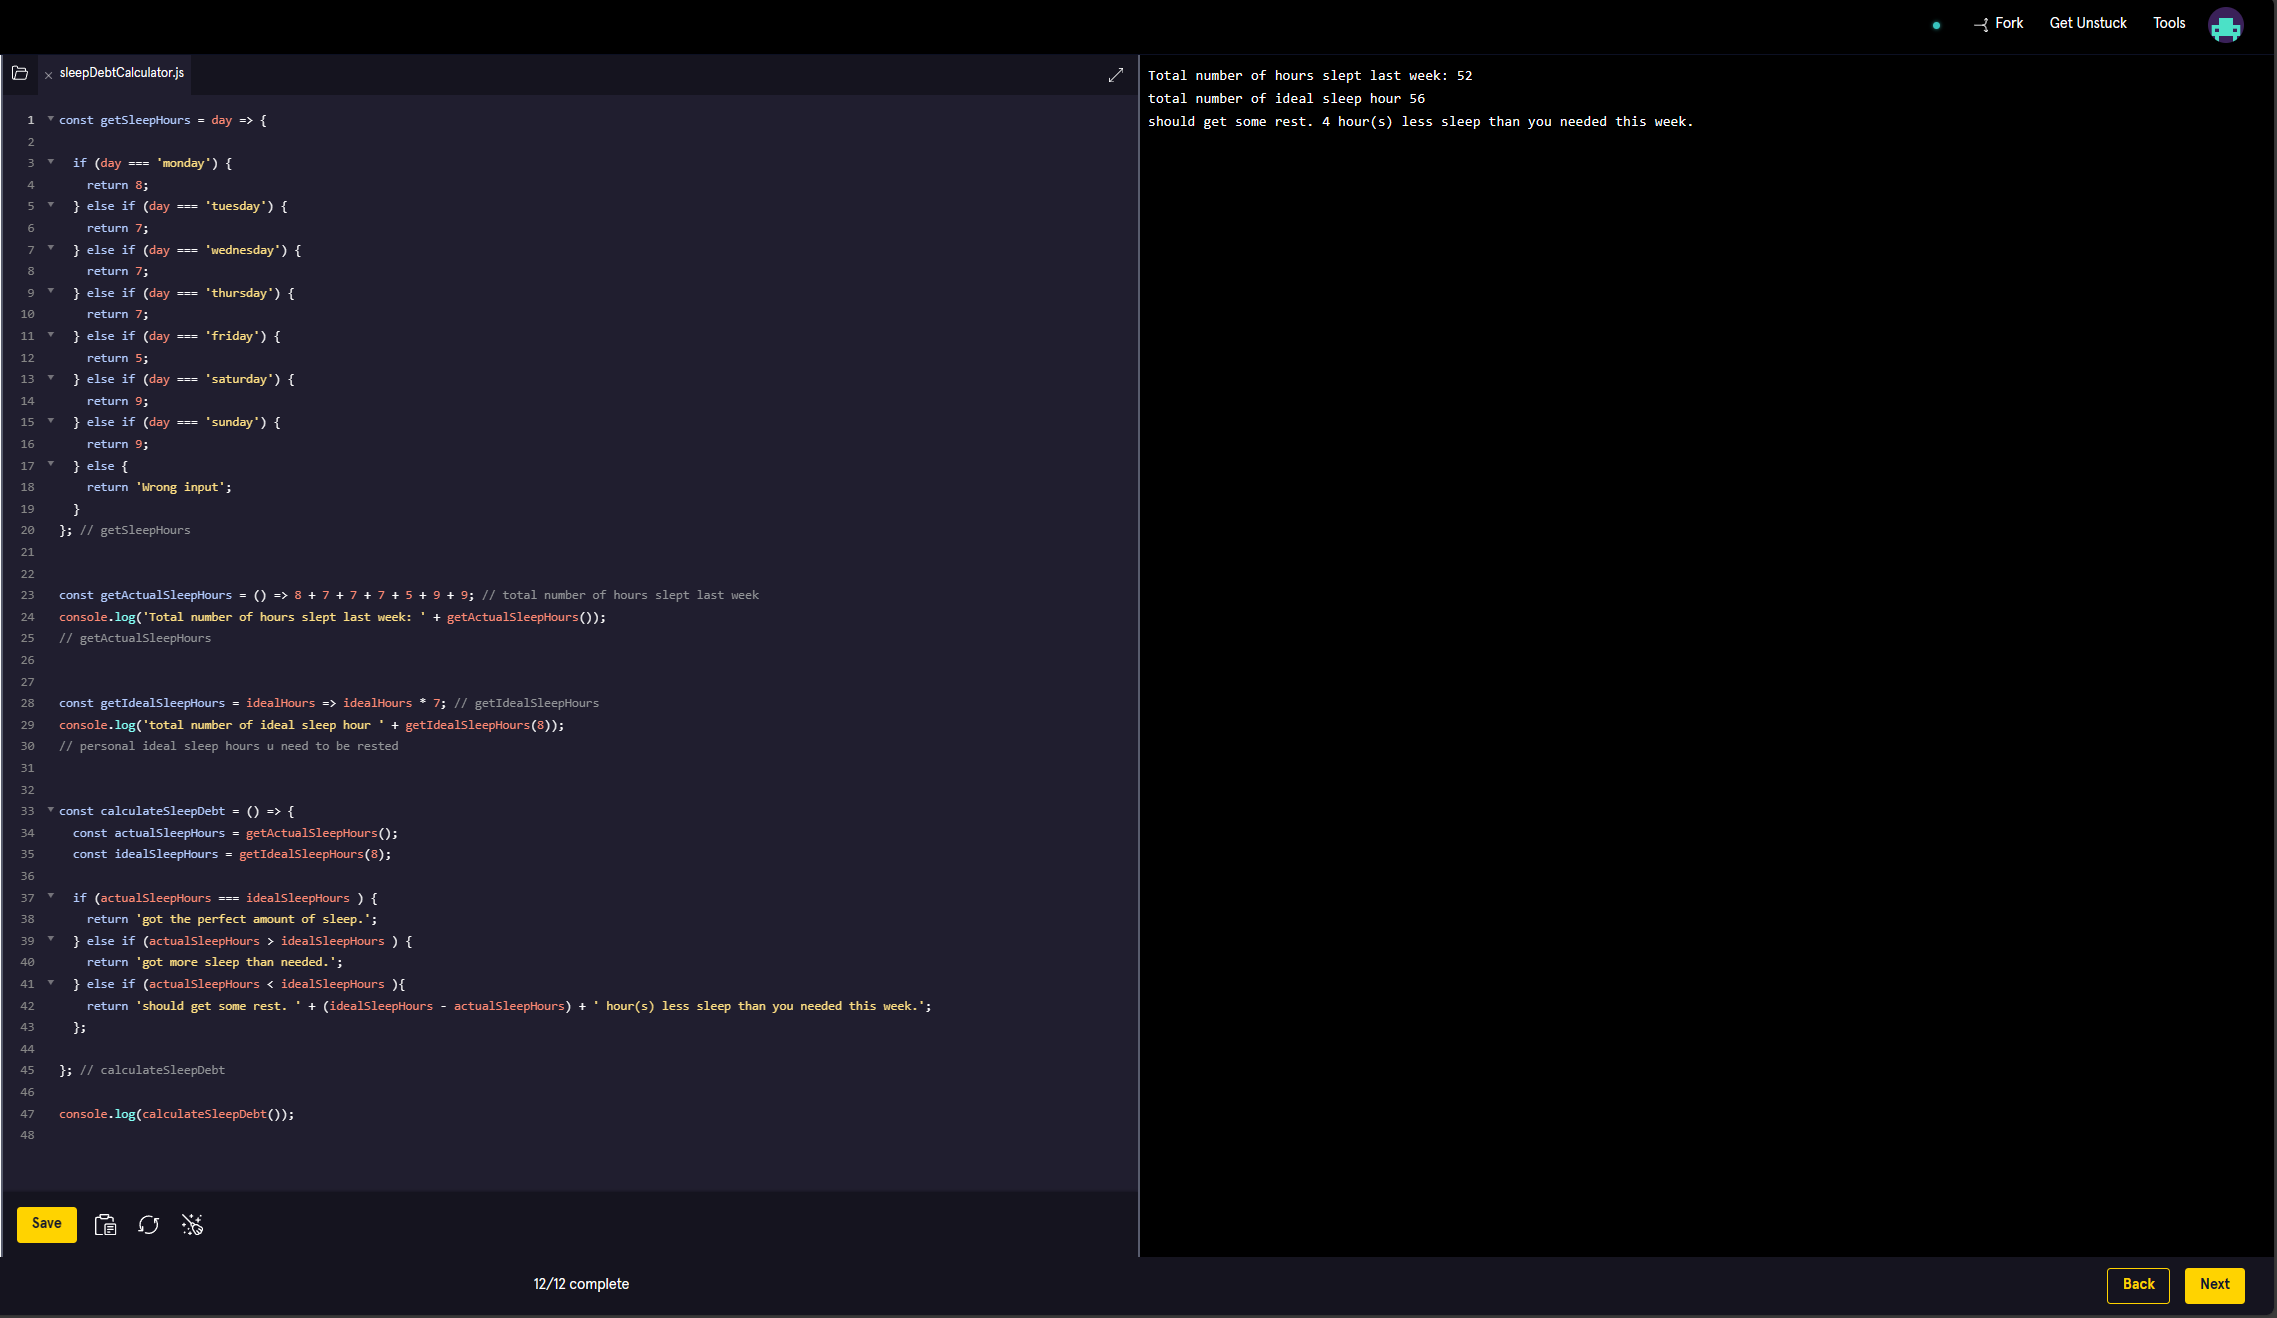 Fork Get Unstuck Tools
sleepDebtCalculator.js
1 const getSleepHours = day => {
2
3 if (day === 'monday') {
4 return 8;
5 } else if (day === 'tuesday') {
6 return 7;
7 } else if (day === 'wednesday') {
8 return 7;
9 } else if (day === 'thursday') {
10 return 7;
11 } else if (day === 'friday') {
12 return 5;
13 } else if (day === 'saturday') {
14 return 9;
15 } else if (day === 'sunday') {
16 return 9;
17 } else {
18 return 'Wrong input';
19 }
20 }; // getSleepHours
21
22
23 const getActualSleepHours = () => 8 + 7 + 7 + 7 + 5 + 9 + 9; // total number of hours slept last week
24 console.log('Total number of hours slept last week: ' + getActualSleepHours());
25 // getActualSleepHours
26
27
28 const getIdealSleepHours = idealHours => idealHours * 7; // getIdealSleepHours
29 console.log('total number of ideal sleep hour ' + getIdealSleepHours(8));
30 // personal ideal sleep hours u need to be rested
31
32
33 const calculateSleepDebt = () => {
34 const actualSleepHours = getActualSleepHours();
35 const idealSleepHours = getIdealSleepHours(8);
36
37 if (actualSleepHours === idealSleepHours ) {
38 return 'got the perfect amount of sleep.';
39 } else if (actualSleepHours > idealSleepHours ) {
40 return 'got more sleep than needed.';
41 } else if (actualSleepHours < idealSleepHours ){
42 return 'should get some rest. ' + (idealSleepHours - actualSleepHours) + ' hour(s) less sleep than you needed this week.';
43 };
44
45 }; // calculateSleepDebt
46
47 console.log(calculateSleepDebt());
48
Total number of hours slept last week: 52
total number of ideal sleep hour 56
should get some rest. 4 hour(s) less sleep than you needed this week.
Save
12/12 complete
Back Next